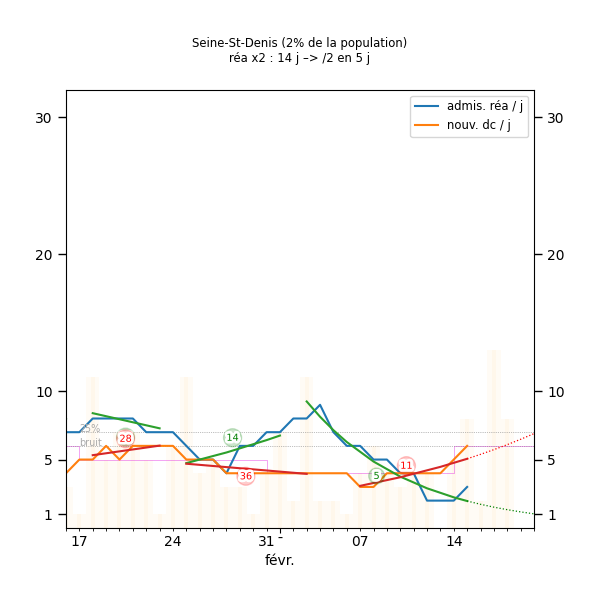 Seine-St-Denis (2% de la population)
réa x2 : 14 j –> /2 en 5 j
admis. réa / j
nouv. dc / j
30 30
20 20
10 10
25%
bruit
28 14 36 5 11
5 5
1 1
17 24 31 - 07 14
févr.